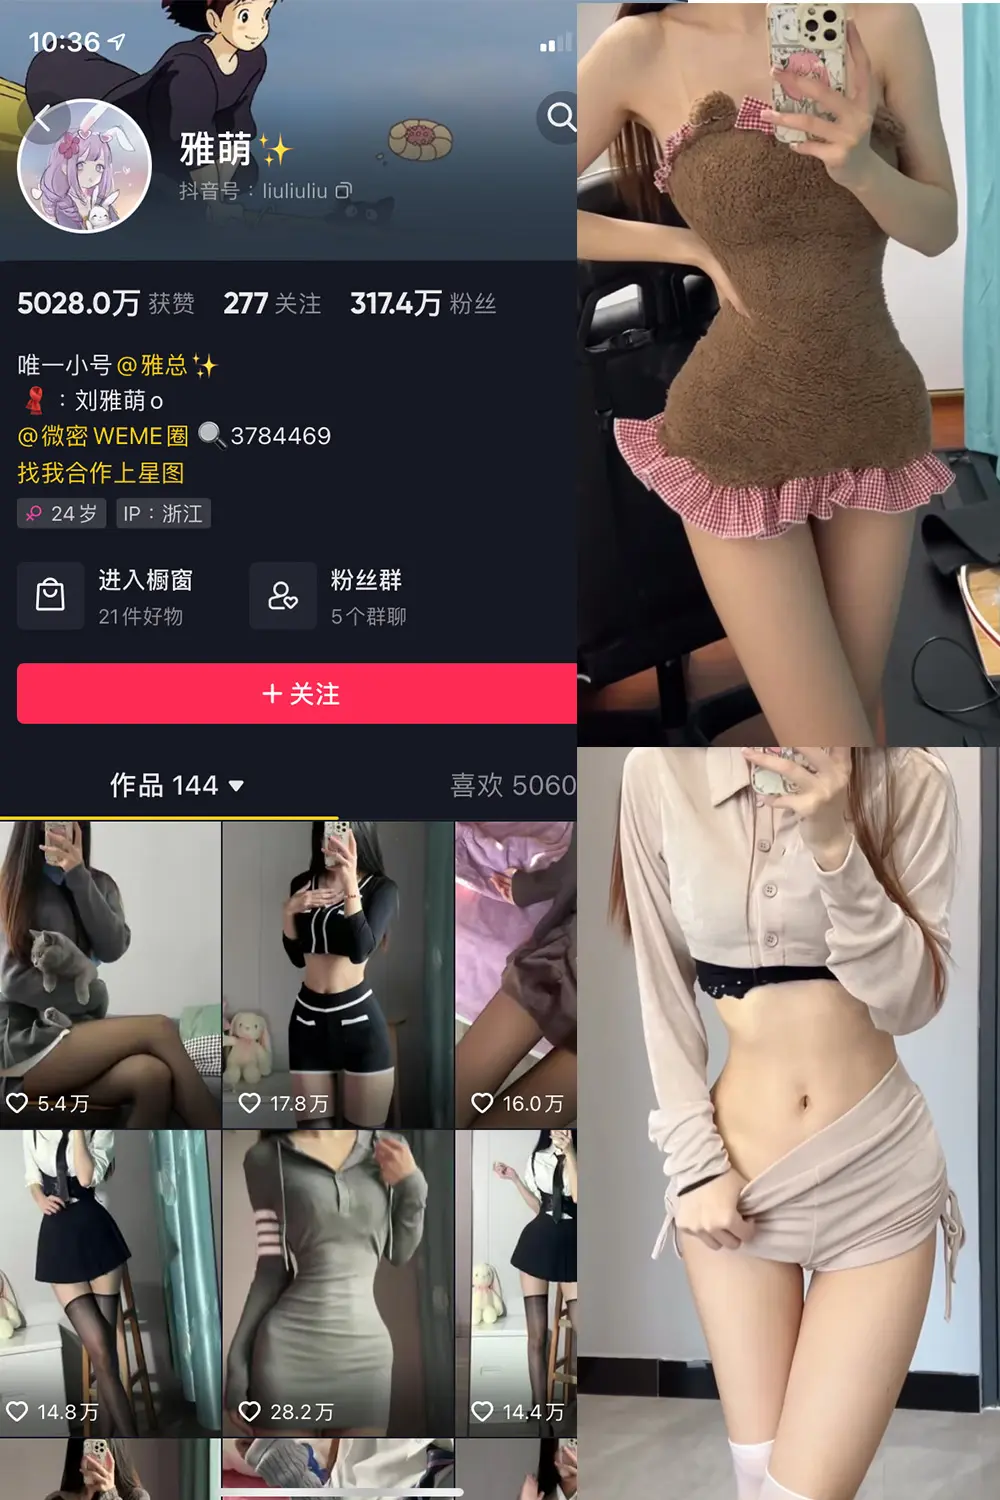 10:36
雅萌✨
抖音号：liuliuliu
5028.0万 获赞 277 关注 317.4万 粉丝
唯一小号@雅总✨
：刘雅萌o
@微密WEME圈 🔍3784469
找我合作上星图
♀ 24岁 IP：浙江
进入橱窗
21件好物
粉丝群
5个群聊
+ 关注
作品 144 ▼ 喜欢 5060
5.4万 17.8万 16.0万
14.8万 28.2万 14.4万